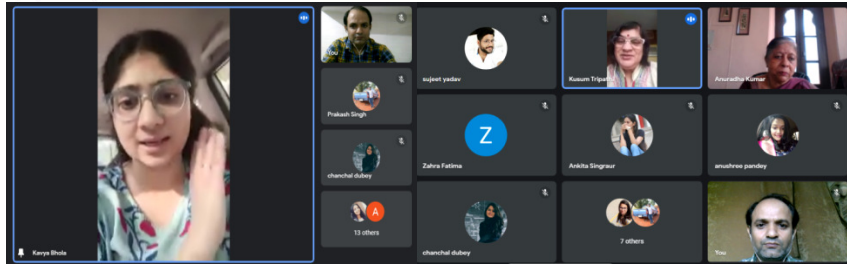 Kavya Bhola
You
Prakash Singh
chanchal dubey
A
13 others
sujeet yadav
Kusum Tripathi
Anuradha Kumar
Z
Zahra Fatima
Ankita Singraur
anushree pandey
chanchal dubey
7 others
You